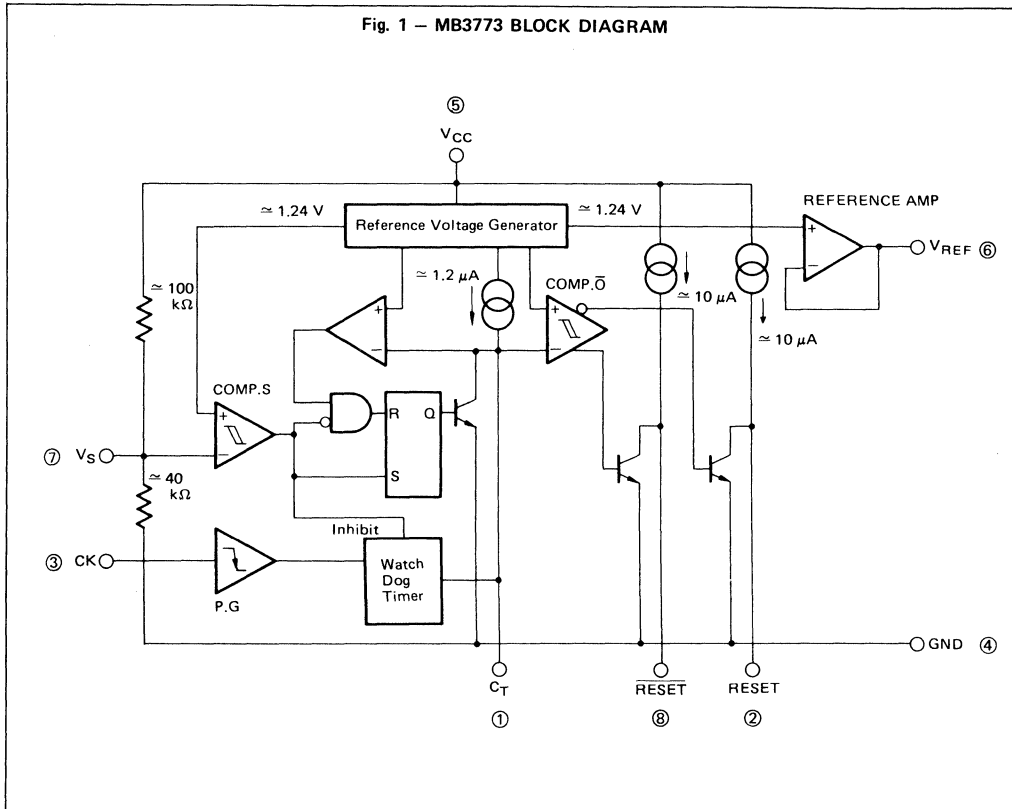 Fig. 1 — MB3773 BLOCK DIAGRAM
⑤
VCC
≃ 1.24 V
Reference Voltage Generator
≃ 1.24 V
REFERENCE AMP
+
−
VREF ⑥
≃ 100
kΩ
+
−
≃ 1.2 μA
COMP.O̅
+
−
≃ 10 μA
≃ 10 μA
COMP.S
+
−
R Q
S
⑦ VS
≃ 40
kΩ
Inhibit
③ CK
P.G
Watch
Dog
Timer
GND ④
CT
R̅E̅S̅E̅T̅
RESET
①
⑧
②